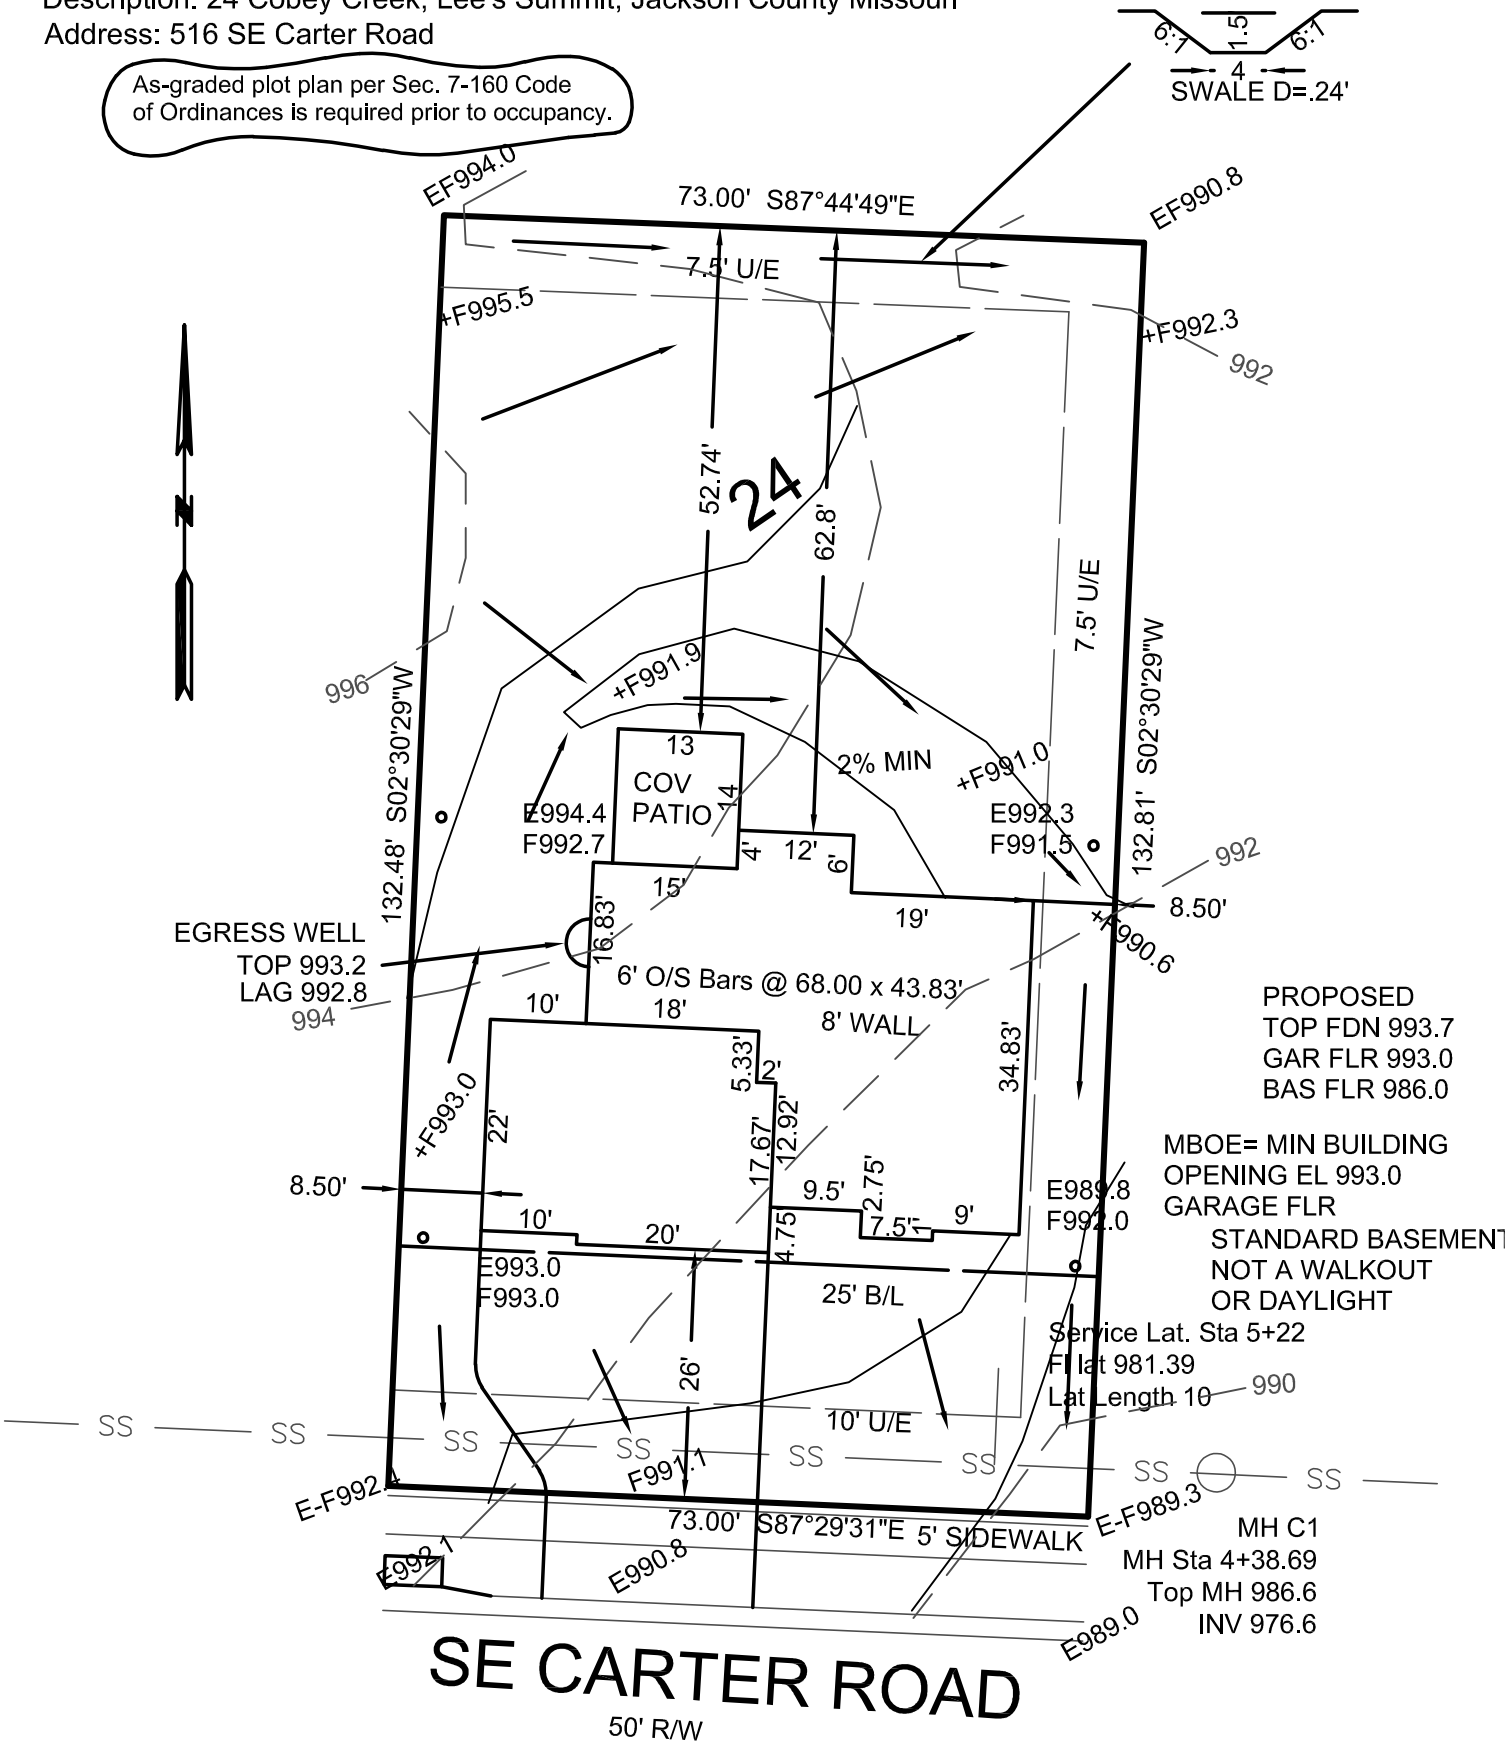 Description: 24 Cobey Creek, Lee's Summit, Jackson County Missouri
Address: 516 SE Carter Road
As-graded plot plan per Sec. 7-160 Code
of Ordinances is required prior to occupancy.
6:1
1.5'
6:1
4
SWALE D=.24'
EF994.0
73.00' S87°44'49"E
EF990.8
7.5' U/E
+F995.5
+F992.3
992
N
52.74'
24
62.8'
7.5' U/E
996
132.48' S02°30'29"W
132.81' S02°30'29"W
+F991.9
13
COV
PATIO
14
2% MIN
+F991.0
E994.4
F992.7
E992.3
F991.5
4'
12'
6'
992
15'
19'
8.50'
+F990.6
16.83'
EGRESS WELL
TOP 993.2
LAG 992.8
994
6' O/S Bars @ 68.00 x 43.83'
8' WALL
10'
18'
5.33'
2'
34.83'
PROPOSED
TOP FDN 993.7
GAR FLR 993.0
BAS FLR 986.0
+F993.0
22'
17.67'
12.92'
MBOE= MIN BUILDING
OPENING EL 993.0
GARAGE FLR
STANDARD BASEMENT
NOT A WALKOUT
OR DAYLIGHT
8.50'
9.5'
2.75'
7.5'
1'
9'
E989.8
F992.0
10'
20'
4.75'
E993.0
F993.0
25' B/L
26'
Service Lat. Sta 5+22
Fl lat 981.39
Lat Length 10
990
10' U/E
SS SS SS SS SS SS SS SS
F991.1
E-F992.4
73.00' S87°29'31"E 5' SIDEWALK
E-F989.3
E992.1
E990.8
MH C1
MH Sta 4+38.69
Top MH 986.6
INV 976.6
E989.0
SE CARTER ROAD
50' R/W